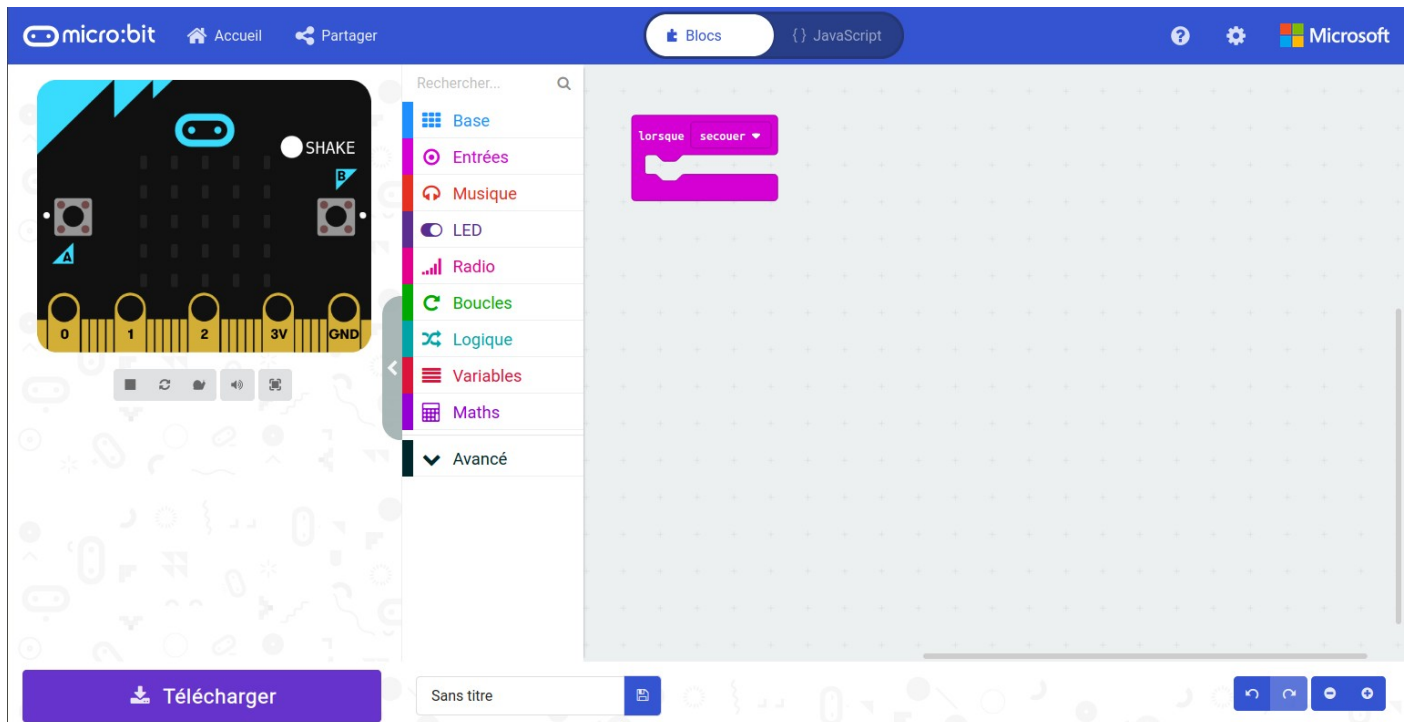 micro:bit Accueil Partager Blocs {} JavaScript Microsoft
SHAKE
B
A
0 1 2 3V GND
Rechercher...
Base
Entrées
Musique
LED
Radio
Boucles
Logique
Variables
Maths
Avancé
lorsque secouer
Télécharger
Sans titre